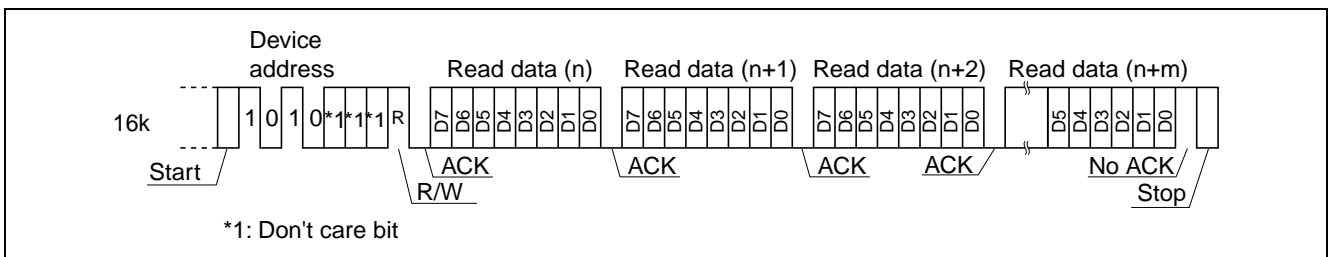 Device
address
Read data (n) Read data (n+1) Read data (n+2) Read data (n+m)
16k
1 0 1 0 *1 *1 *1 R D7 D6 D5 D4 D3 D2 D1 D0 D7 D6 D5 D4 D3 D2 D1 D0 D7 D6 D5 D4 D3 D2 D1 D0 D5 D4 D3 D2 D1 D0
Start ACK ACK ACK ACK No ACK
R/W Stop
*1: Don't care bit